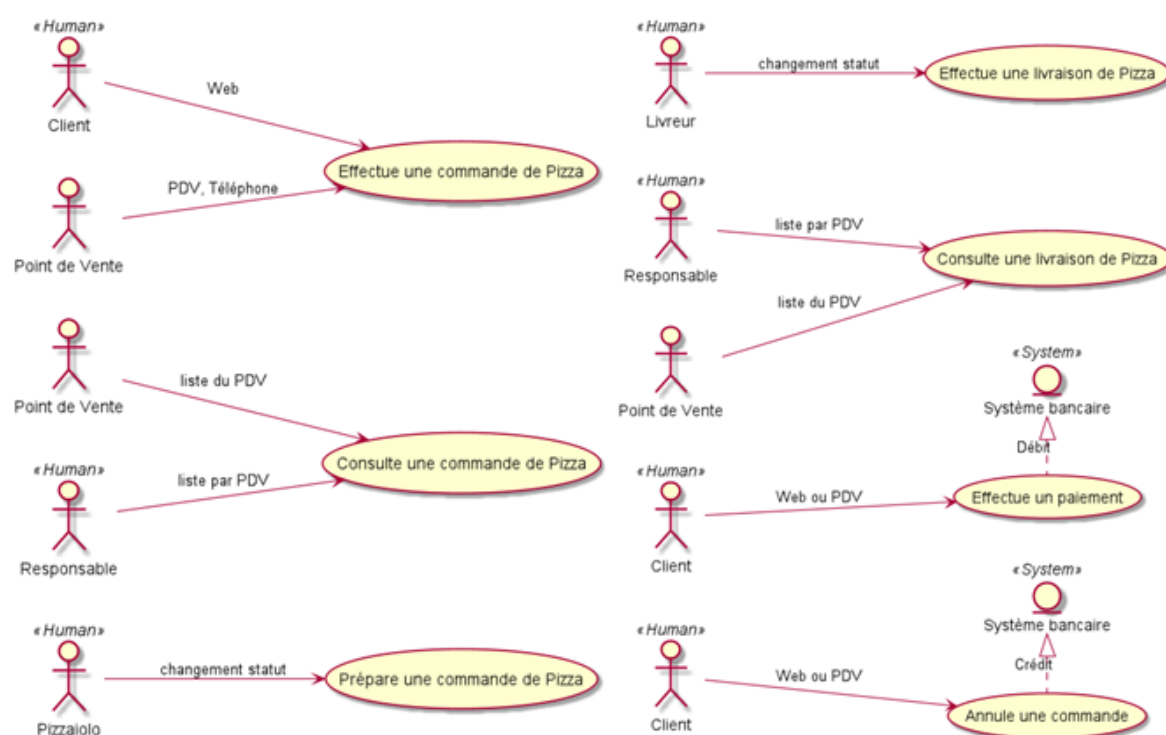 «Human»
Client
Web
Effectue une commande de Pizza
PDV, Téléphone
Point de Vente
Point de Vente
liste du PDV
Consulte une commande de Pizza
liste par PDV
«Human»
Responsable
«Human»
Pizzaiolo
changement statut
Prépare une commande de Pizza
«Human»
Livreur
changement statut
Effectue une livraison de Pizza
«Human»
Responsable
liste par PDV
Consulte une livraison de Pizza
liste du PDV
Point de Vente
«System»
Système bancaire
Débit
Effectue un paiement
Web ou PDV
«Human»
Client
«System»
Système bancaire
Crédit
Annule une commande
Web ou PDV
«Human»
Client